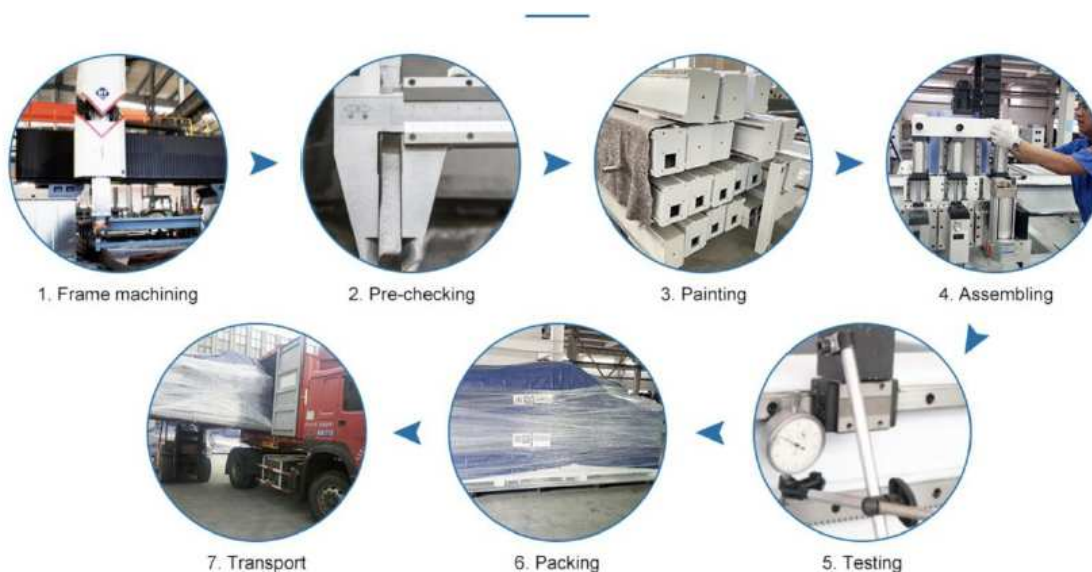 1. Frame machining
2. Pre-checking
3. Painting
4. Assembling
5. Testing
6. Packing
7. Transport